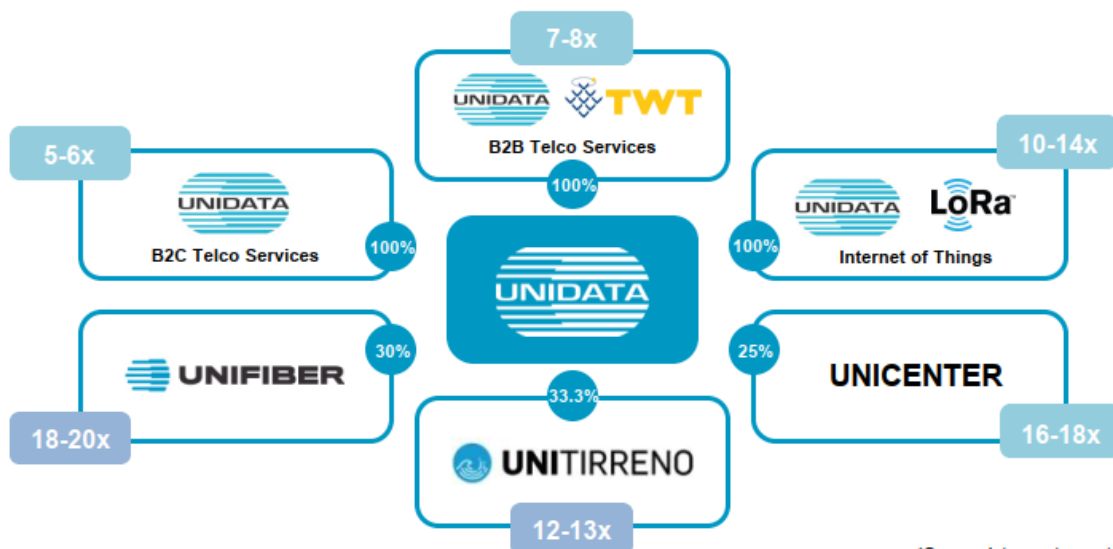 7-8x
UNIDATA TWT
B2B Telco Services
100%
5-6x
UNIDATA
B2C Telco Services
100%
10-14x
UNIDATA LoRa™
Internet of Things
100%
UNIDATA
UNIFIBER
30%
18-20x
25%
UNICENTER
16-18x
33.3%
UNITIRRENO
12-13x